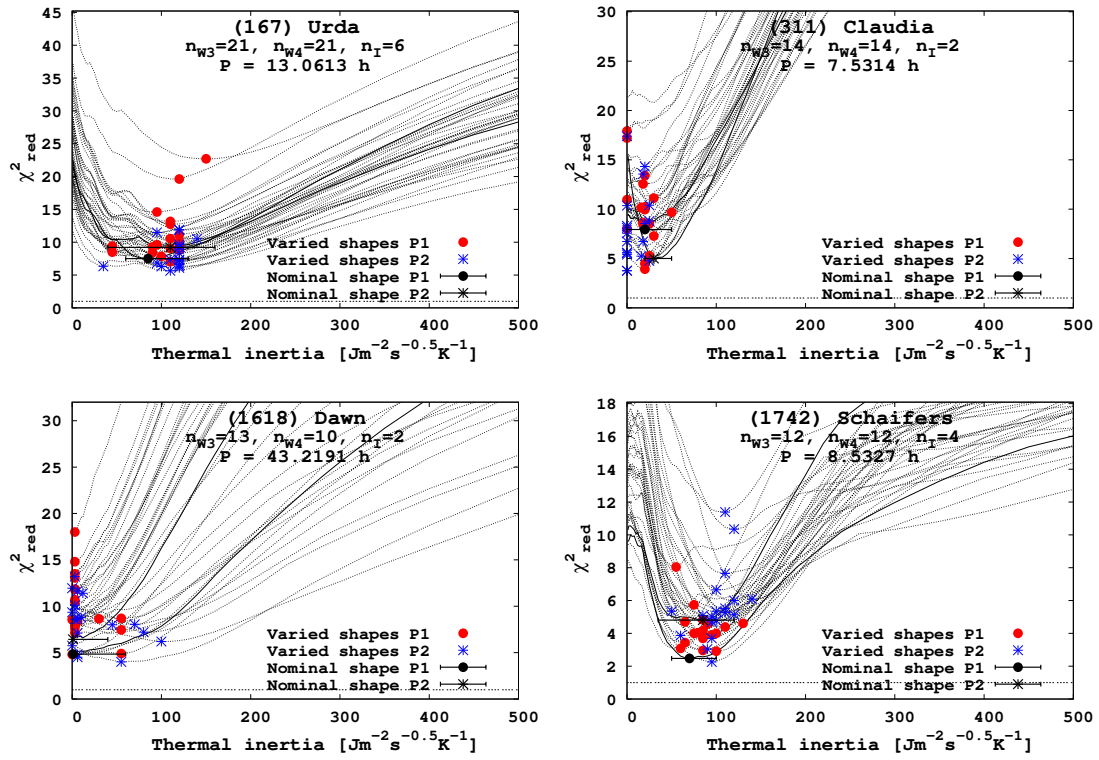 (167) Urda
n_W3=21, n_W4=21, n_I=6
P = 13.0613 h
χ²_red
45
40
35
30
25
20
15
10
5
0
Varied shapes P1
Varied shapes P2
Nominal shape P1
Nominal shape P2
0 100 200 300 400 500
Thermal inertia [Jm⁻²s⁻⁰·⁵K⁻¹]
(311) Claudia
n_W3=14, n_W4=14, n_I=2
P = 7.5314 h
χ²_red
30
25
20
15
10
5
0
Varied shapes P1
Varied shapes P2
Nominal shape P1
Nominal shape P2
0 100 200 300 400 500
Thermal inertia [Jm⁻²s⁻⁰·⁵K⁻¹]
(1618) Dawn
n_W3=13, n_W4=10, n_I=2
P = 43.2191 h
χ²_red
30
25
20
15
10
5
0
Varied shapes P1
Varied shapes P2
Nominal shape P1
Nominal shape P2
0 100 200 300 400 500
Thermal inertia [Jm⁻²s⁻⁰·⁵K⁻¹]
(1742) Schaifers
n_W3=12, n_W4=12, n_I=4
P = 8.5327 h
χ²_red
18
16
14
12
10
8
6
4
2
0
Varied shapes P1
Varied shapes P2
Nominal shape P1
Nominal shape P2
0 100 200 300 400 500
Thermal inertia [Jm⁻²s⁻⁰·⁵K⁻¹]